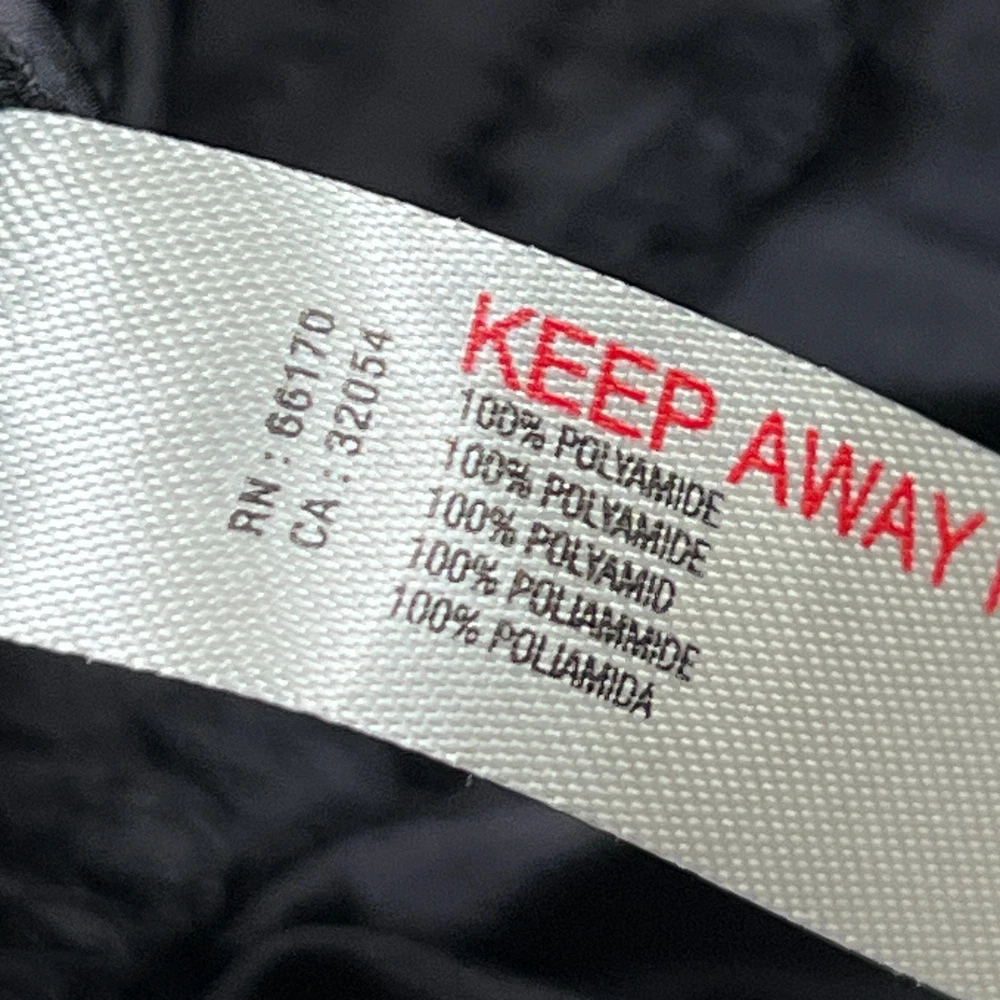 RN : 66170
CA : 32054
KEEP AWAY
100% POLYAMIDE
100% POLYAMIDE
100% POLYAMID
100% POLIAMMIDE
100% POLIAMIDA